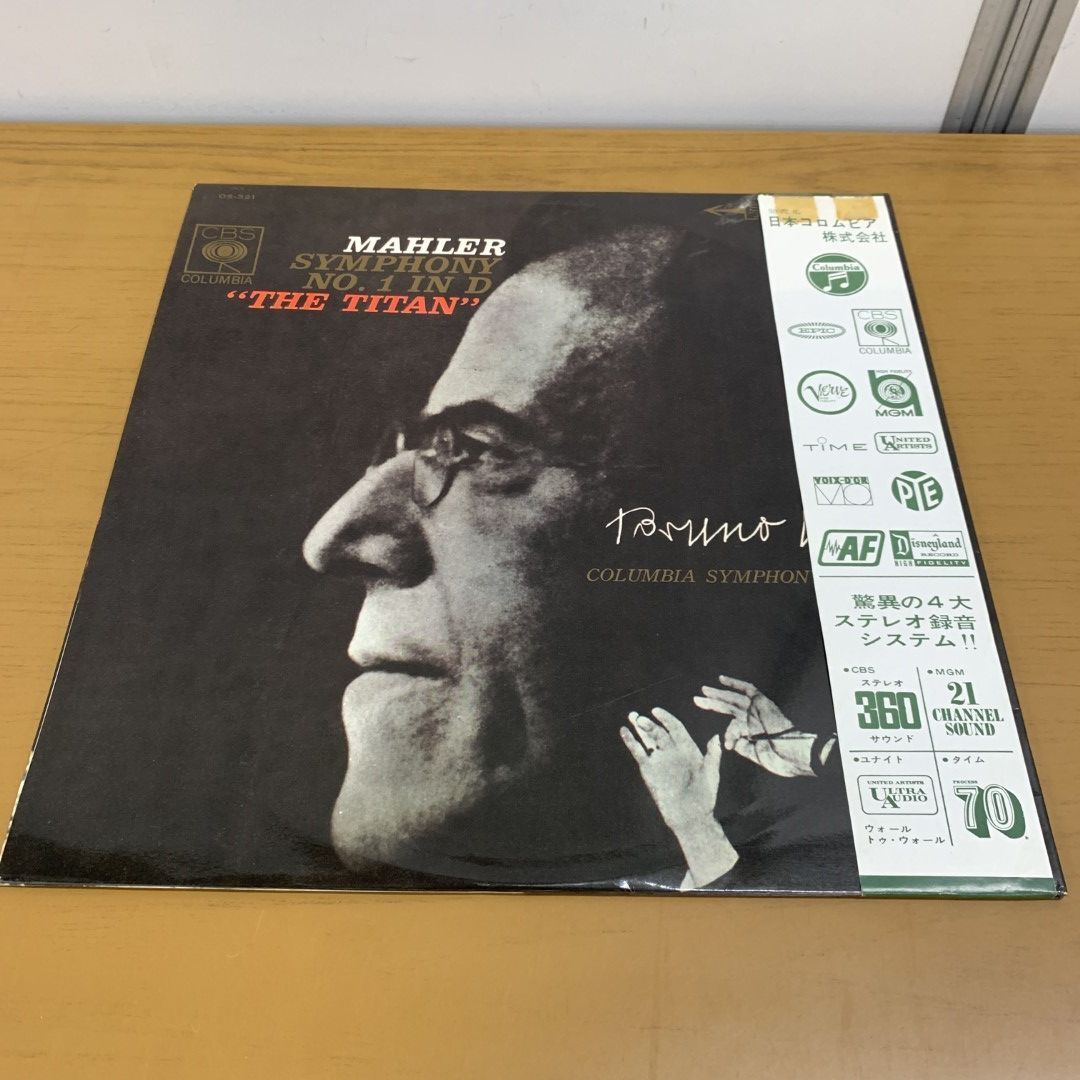 OS-321
CBS
COLUMBIA
MAHLER
SYMPHONY
NO. 1 IN D
“THE TITAN”
Bruno
COLUMBIA SYMPHON
日本コロムビア
株式会社
Columbia
EPIC
CBS
COLUMBIA
Verve
HIGH FIDELITY
MGM
TIME
UNITED
ARTISTS
VOIX-D'OR
VO
PYE
AF
Disneyland
RECORD
HIGH FIDELITY
驚異の4大
ステレオ録音
システム!!
•CBS
ステレオ
360
サウンド
•MGM
21
CHANNEL
SOUND
•ユナイト
UNITED ARTISTS
ULTRA
AUDIO
ウォール
トゥ・ウォール
•タイム
PROCESS
70